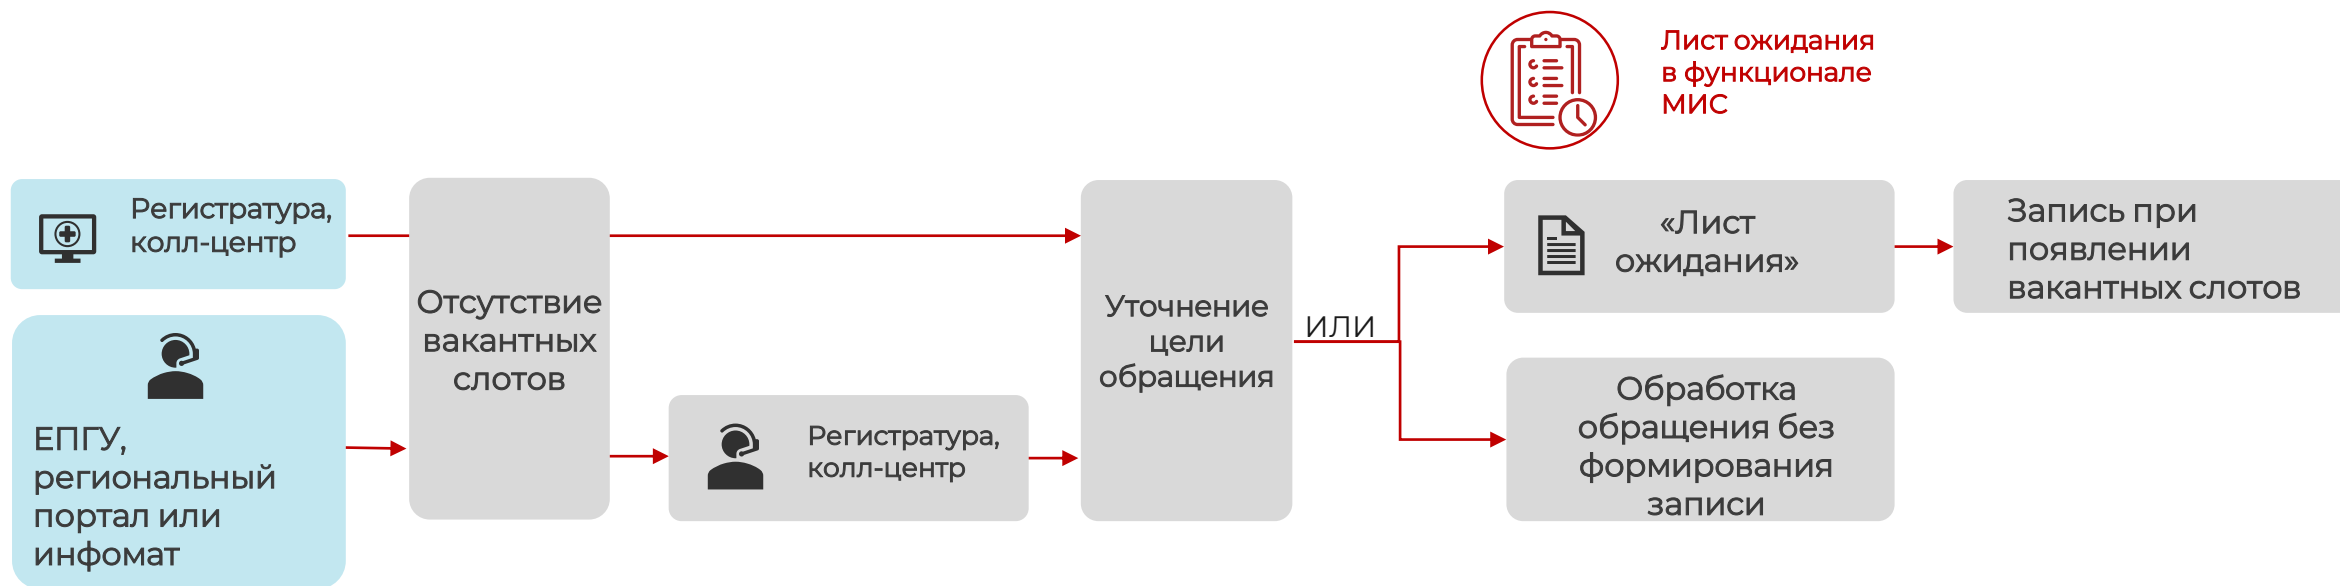 Лист ожидания
в функционале
МИС
Регистратура,
колл-центр
ЕПГУ,
региональный
портал или
инфомат
Отсутствие
вакантных
слотов
Регистратура,
колл-центр
Уточнение
цели
обращения
ИЛИ
«Лист
ожидания»
Запись при
появлении
вакантных слотов
Обработка
обращения без
формирования
записи